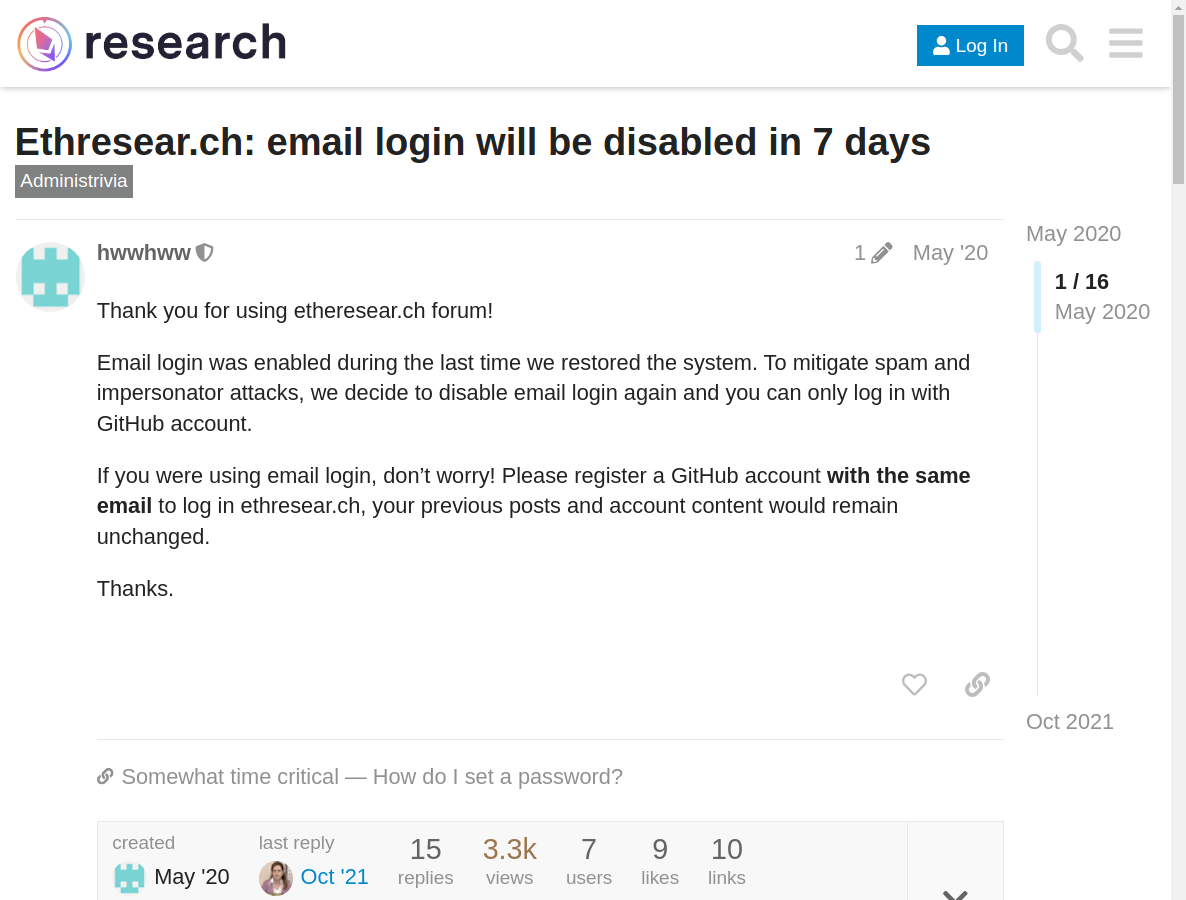 research
Log In
Ethresear.ch: email login will be disabled in 7 days
Administrivia
hwwhww
1
May '20
Thank you for using etheresear.ch forum!
Email login was enabled during the last time we restored the system. To mitigate spam and
impersonator attacks, we decide to disable email login again and you can only log in with
GitHub account.
If you were using email login, don’t worry! Please register a GitHub account with the same
email to log in ethresear.ch, your previous posts and account content would remain
unchanged.
Thanks.
May 2020
1 / 16
May 2020
Oct 2021
Somewhat time critical — How do I set a password?
created
May '20
last reply
Oct '21
15
replies
3.3k
views
7
users
9
likes
10
links